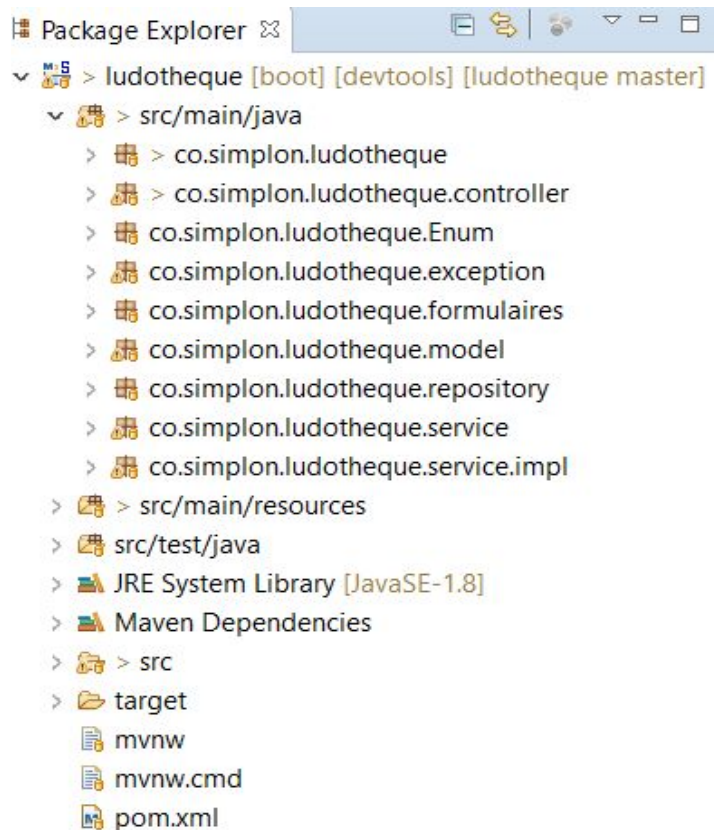 Package Explorer
> ludotheque [boot] [devtools] [ludotheque master]
> src/main/java
> co.simplon.ludotheque
> co.simplon.ludotheque.controller
co.simplon.ludotheque.Enum
co.simplon.ludotheque.exception
co.simplon.ludotheque.formulaires
co.simplon.ludotheque.model
co.simplon.ludotheque.repository
co.simplon.ludotheque.service
co.simplon.ludotheque.service.impl
> src/main/resources
src/test/java
JRE System Library [JavaSE-1.8]
Maven Dependencies
> src
target
mvnw
mvnw.cmd
pom.xml